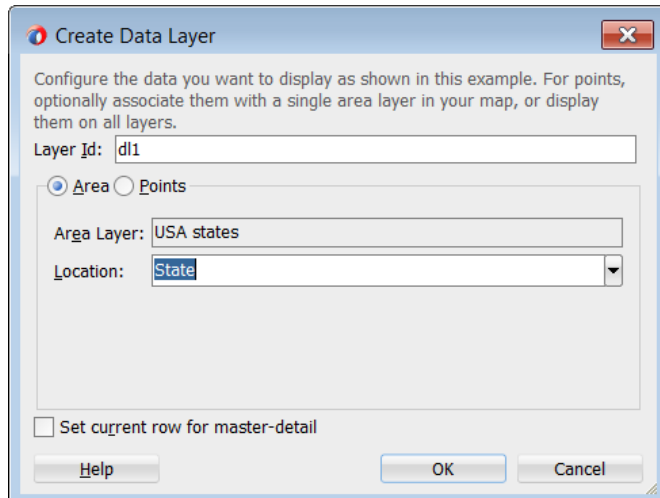 Create Data Layer
Configure the data you want to display as shown in this example. For points,
optionally associate them with a single area layer in your map, or display
them on all layers.
Layer Id: dl1
Area Points
Area Layer: USA states
Location: State
Set current row for master-detail
Help OK Cancel